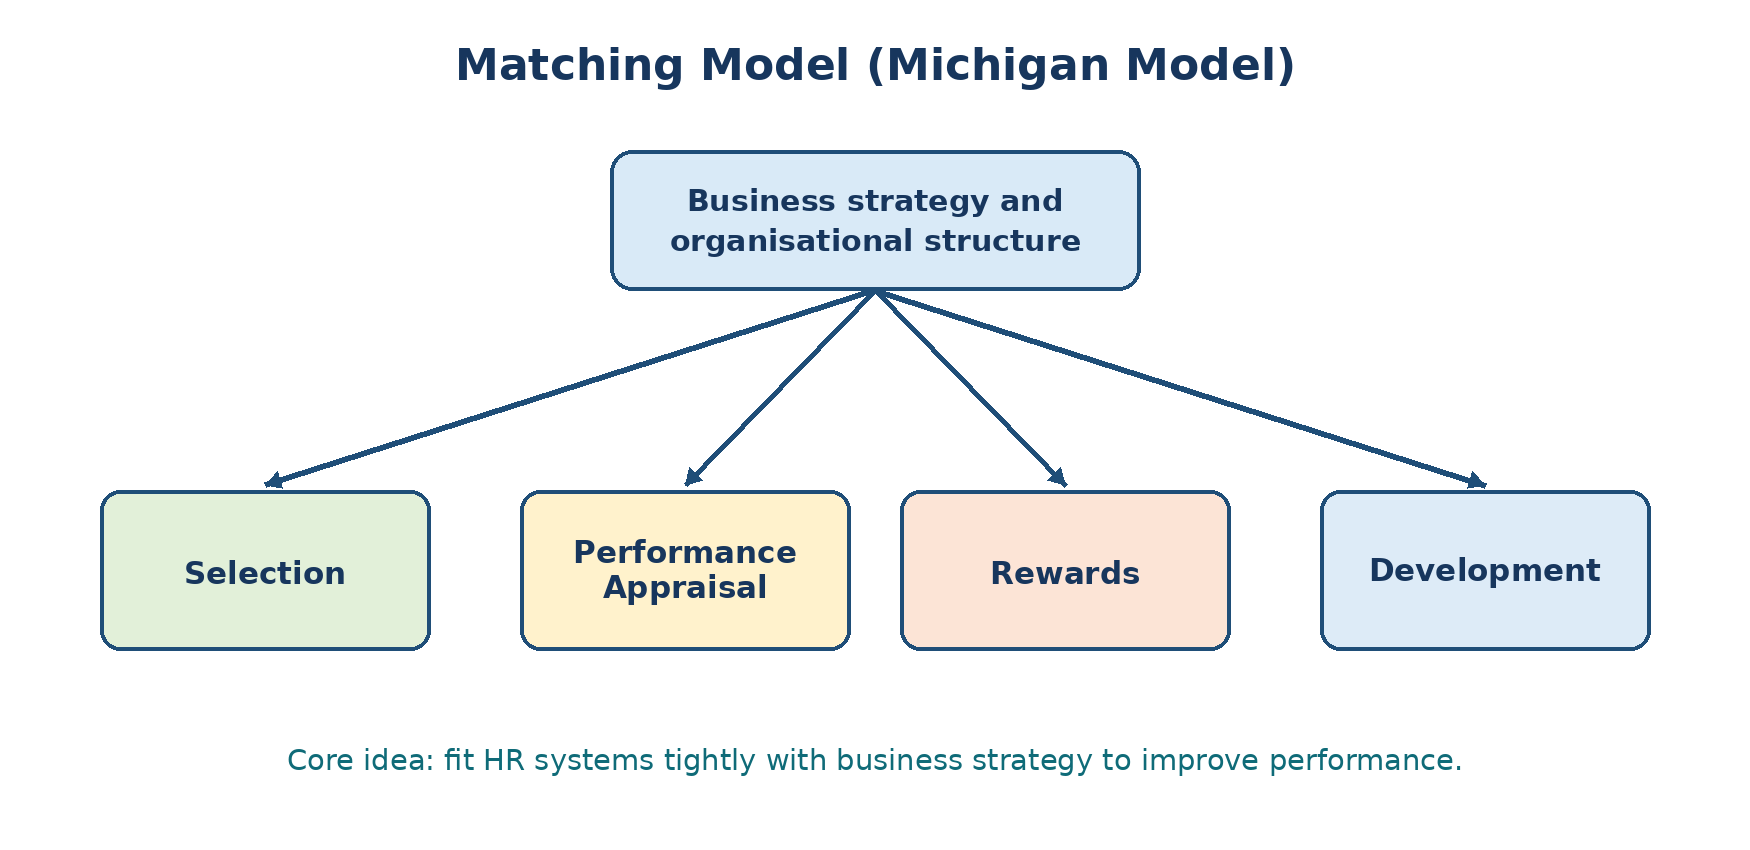 Matching Model (Michigan Model)
Business strategy and
organisational structure
Selection
Performance
Appraisal
Rewards
Development
Core idea: fit HR systems tightly with business strategy to improve performance.